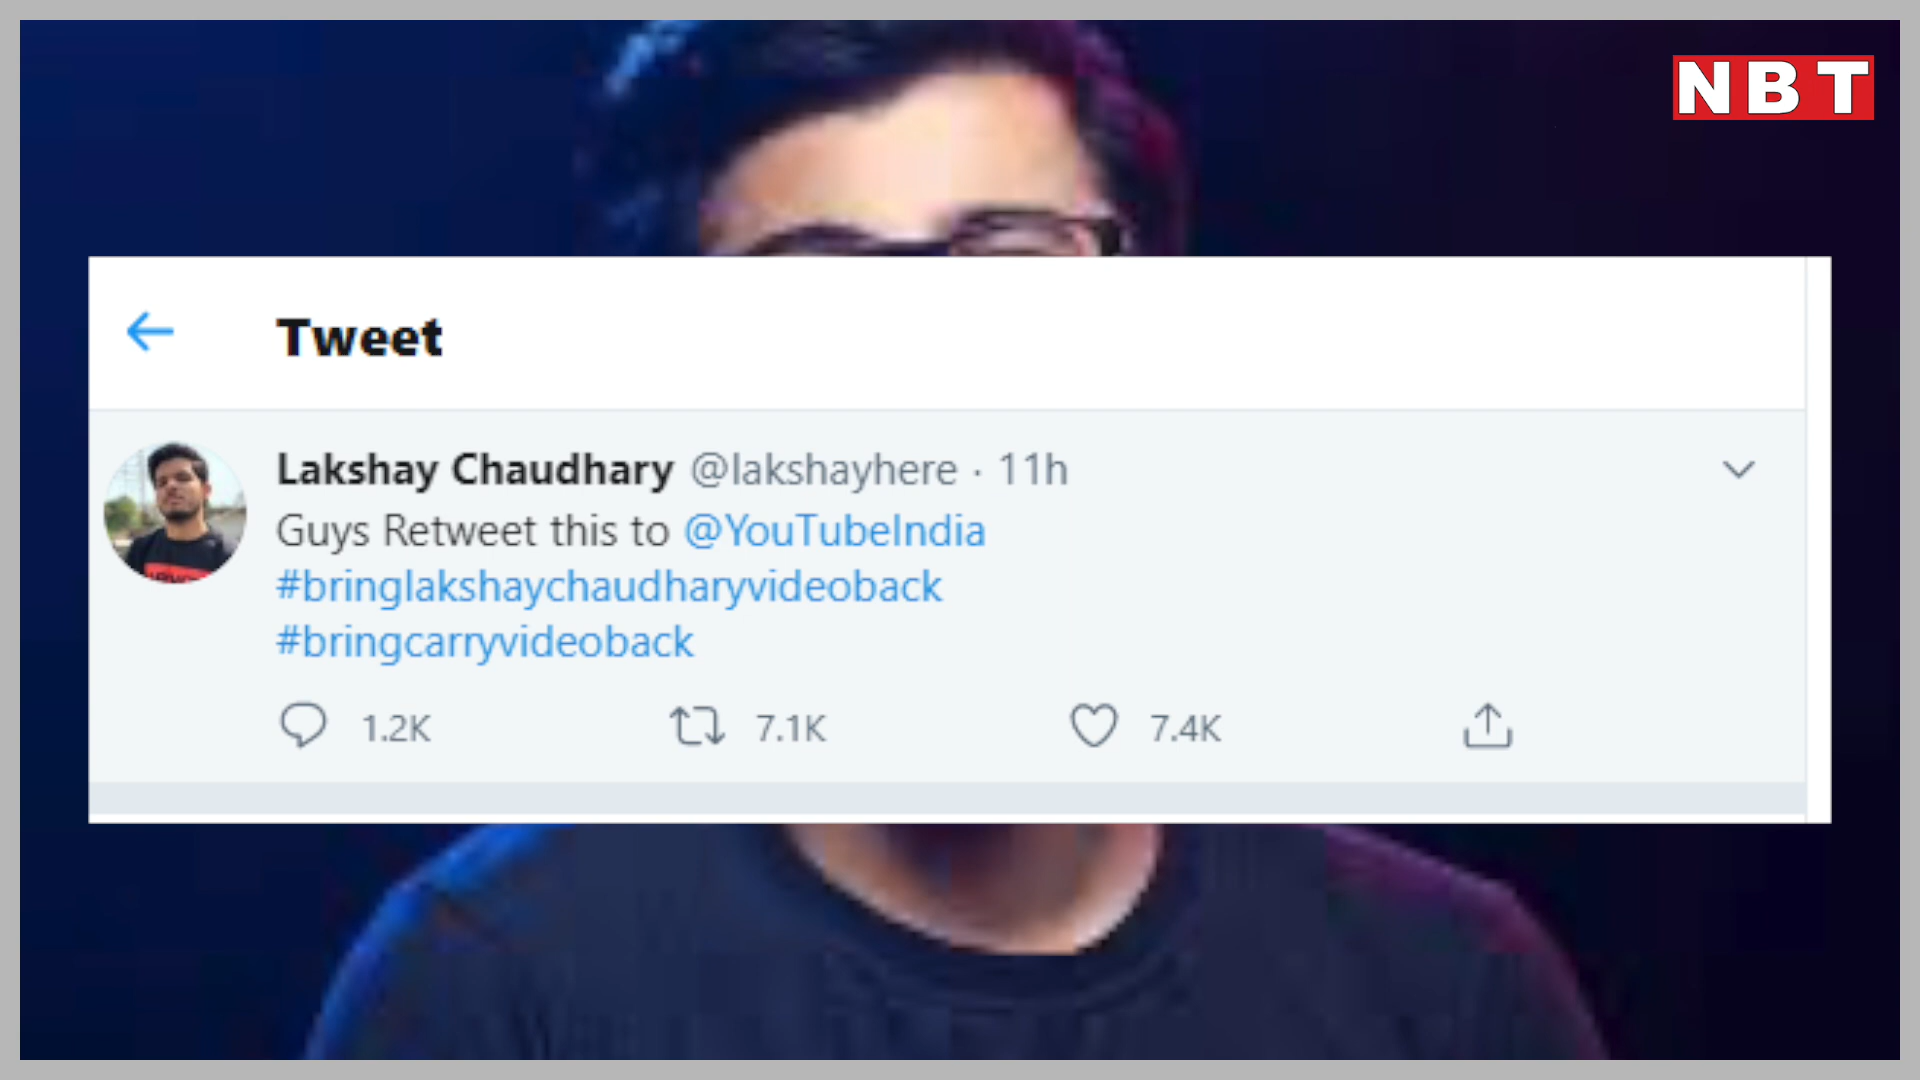 NBT
Tweet
Lakshay Chaudhary @lakshayhere · 11h
Guys Retweet this to @YouTubeIndia
#bringlakshaychaudharyvideoback
#bringcarryvideoback
1.2K 7.1K 7.4K